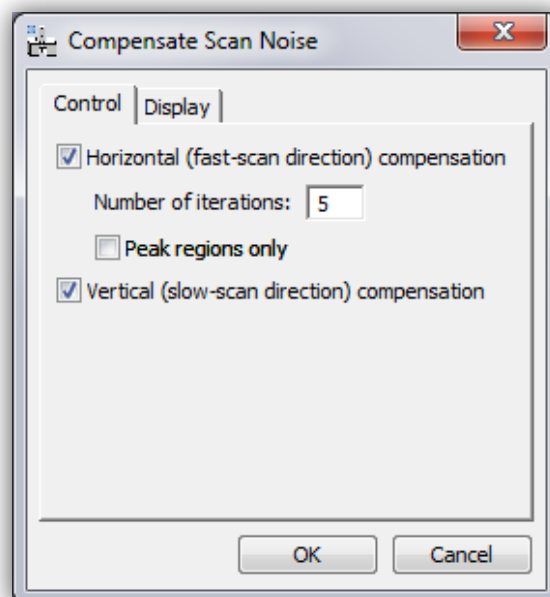 Compensate Scan Noise
Control Display
Horizontal (fast-scan direction) compensation
Number of iterations: 5
Peak regions only
Vertical (slow-scan direction) compensation
OK Cancel